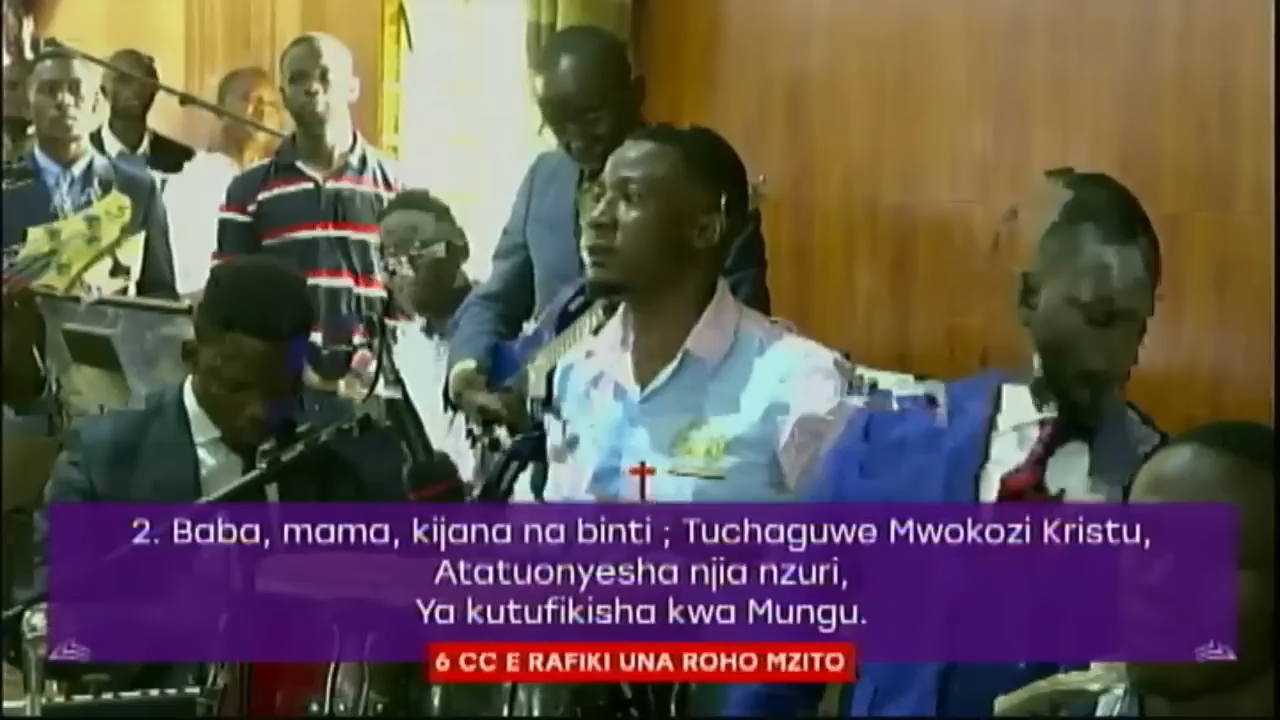 2. Baba, mama, kijana na binti ; Tuchaguwe Mwokozi Kristu,
Atatuonyesha njia nzuri,
Ya kutufikisha kwa Mungu.
6 CC E RAFIKI UNA ROHO MZITO